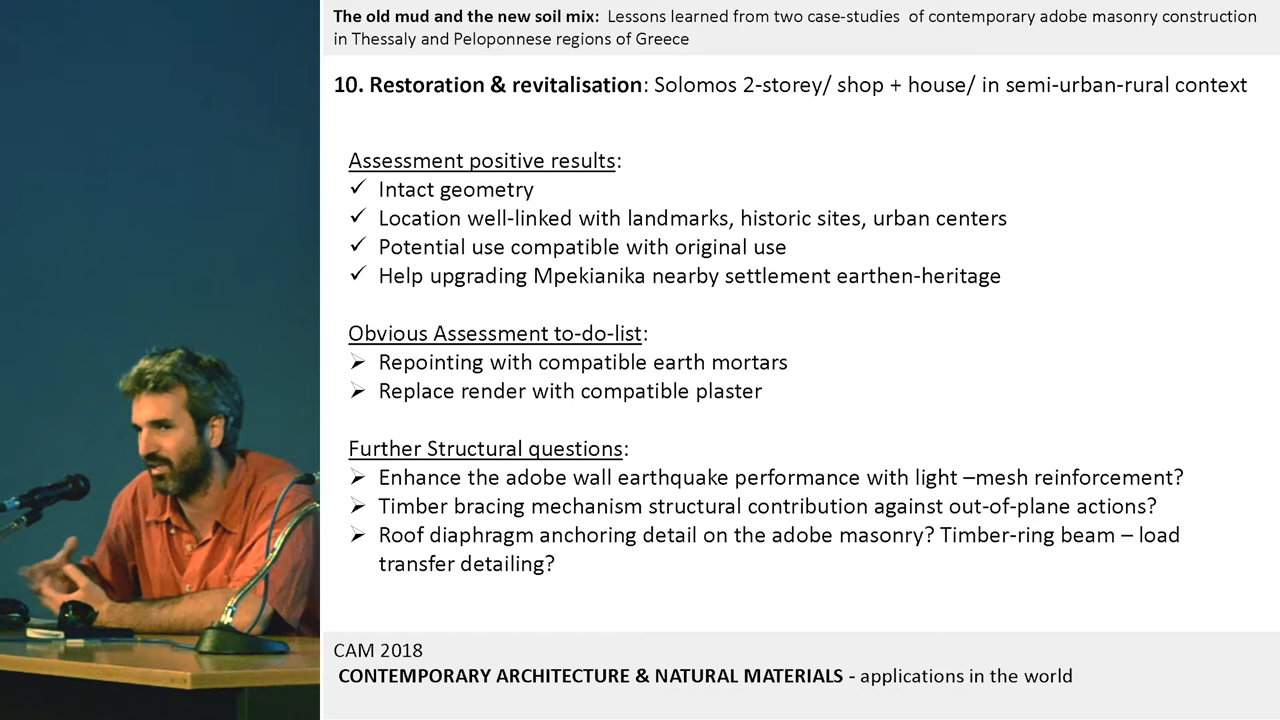 The old mud and the new soil mix: Lessons learned from two case-studies of contemporary adobe masonry construction
in Thessaly and Peloponnese regions of Greece
10. Restoration & revitalisation: Solomos 2-storey/ shop + house/ in semi-urban-rural context
Assessment positive results:
✓ Intact geometry
✓ Location well-linked with landmarks, historic sites, urban centers
✓ Potential use compatible with original use
✓ Help upgrading Mpekianika nearby settlement earthen-heritage
Obvious Assessment to-do-list:
➢ Repointing with compatible earth mortars
➢ Replace render with compatible plaster
Further Structural questions:
➢ Enhance the adobe wall earthquake performance with light –mesh reinforcement?
➢ Timber bracing mechanism structural contribution against out-of-plane actions?
➢ Roof diaphragm anchoring detail on the adobe masonry? Timber-ring beam – load
transfer detailing?
CAM 2018
CONTEMPORARY ARCHITECTURE & NATURAL MATERIALS - applications in the world